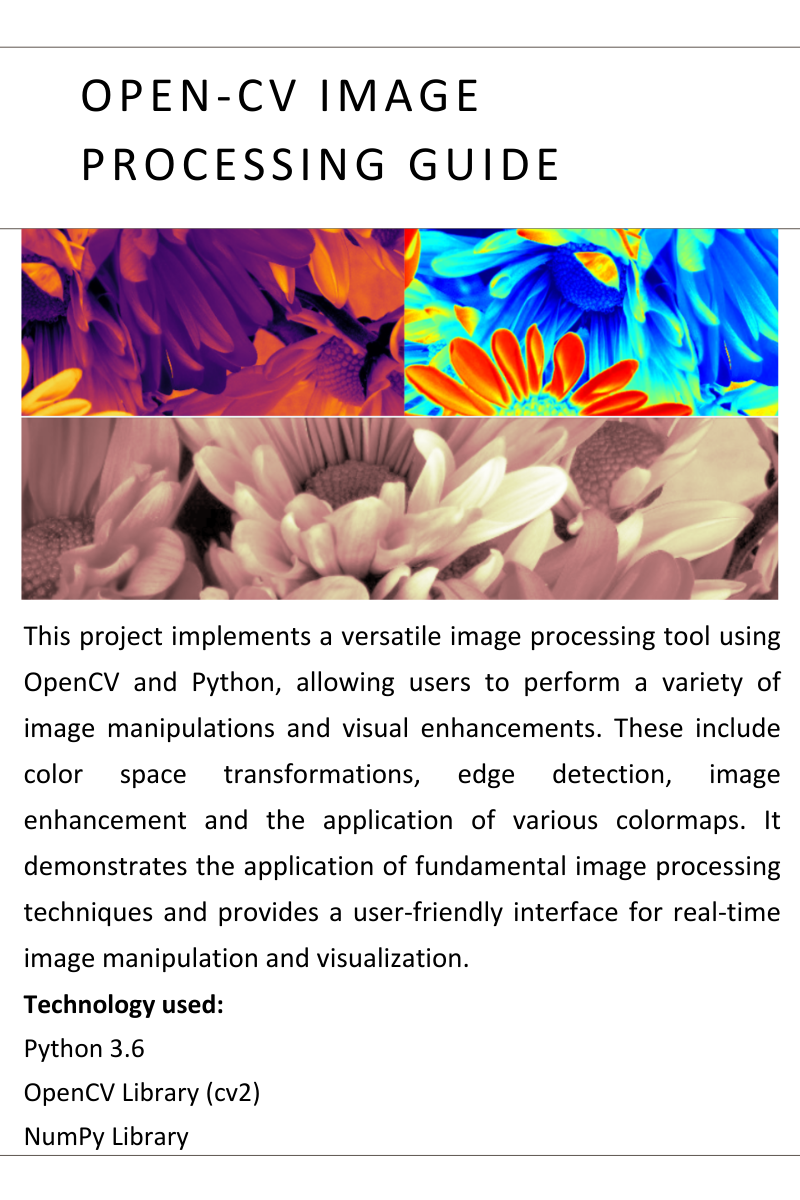 OPEN-CV IMAGE
PROCESSING GUIDE
This project implements a versatile image processing tool using
OpenCV and Python, allowing users to perform a variety of
image manipulations and visual enhancements. These include
color space transformations, edge detection, image
enhancement and the application of various colormaps. It
demonstrates the application of fundamental image processing
techniques and provides a user-friendly interface for real-time
image manipulation and visualization.
Technology used:
Python 3.6
OpenCV Library (cv2)
NumPy Library